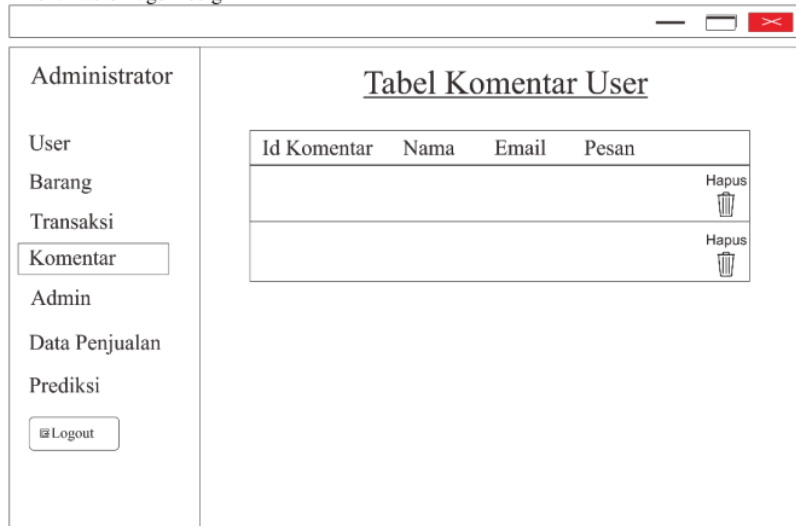 Administrator
User
Barang
Transaksi
Komentar
Admin
Data Penjualan
Prediksi
Logout
Tabel Komentar User
Id Komentar Nama Email Pesan
Hapus
Hapus